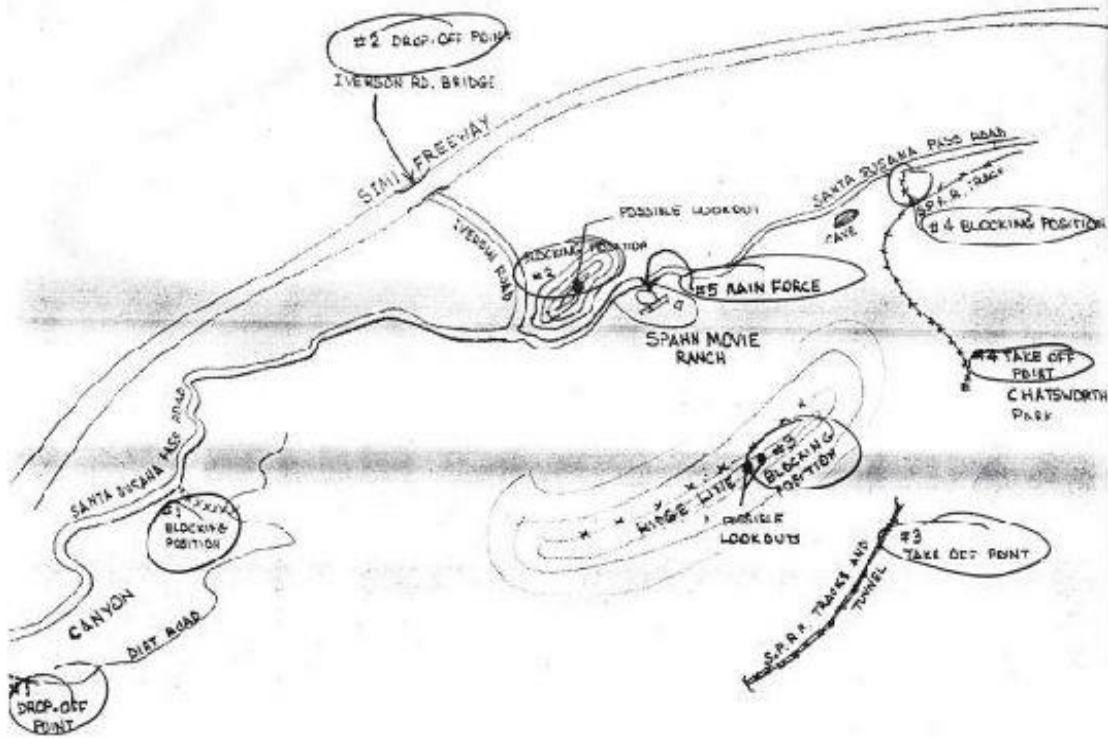 #2 DROP-OFF POINT
IVERSON RD. BRIDGE
SIMI FREEWAY
SANTA SUSANA PASS ROAD
S.P.R.R. TRACK
POSSIBLE LOOKOUT
IVERSON ROAD
BLOCKING POSITION
#2
CAVE
#4 BLOCKING POSITION
#5 MAIN FORCE
SPAHN MOVIE
RANCH
#4 TAKE OFF
POINT
CHATSWORTH
PARK
SANTA SUSANA PASS ROAD
#1
BLOCKING
POSITION
RIDGE LINE
#3
BLOCKING
POSITION
POSSIBLE
LOOKOUTS
#3
TAKE OFF POINT
S.P.R.R. TRACKS AND
TUNNEL
CANYON
DIRT ROAD
#1
DROP-OFF
POINT